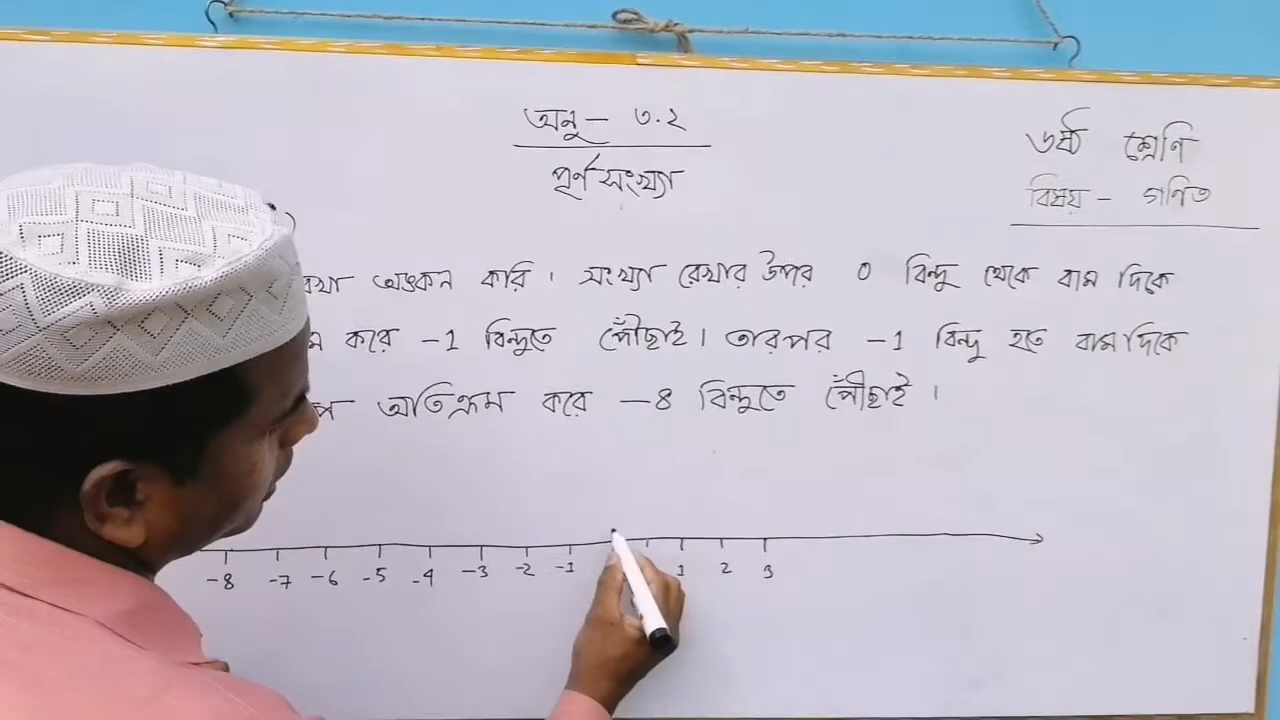 অনু - ৩.২
পূর্ণসংখ্যা
৬ষ্ঠ শ্রেণি
বিষয় - গণিত
অঙ্কন করি। সংখ্যা রেখার উপর 0 বিন্দু থেকে বাম দিকে
করে -1 বিন্দুতে পৌঁছাই। তারপর -1 বিন্দু হতে বামদিকে
অতিক্রম করে -8 বিন্দুতে পৌঁছাই।
-8 -7 -6 -5 -4 -3 -2 -1 1 2 3